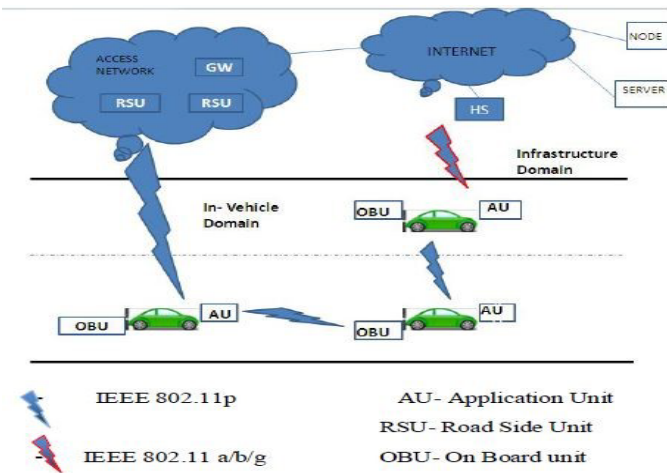 ACCESS
NETWORK
GW
RSU
RSU
INTERNET
NODE
SERVER
HS
Infrastructure
Domain
In- Vehicle
Domain
OBU
AU
OBU
AU
OBU
AU
IEEE 802.11p
AU- Application Unit
RSU- Road Side Unit
IEEE 802.11 a/b/g
OBU- On Board unit